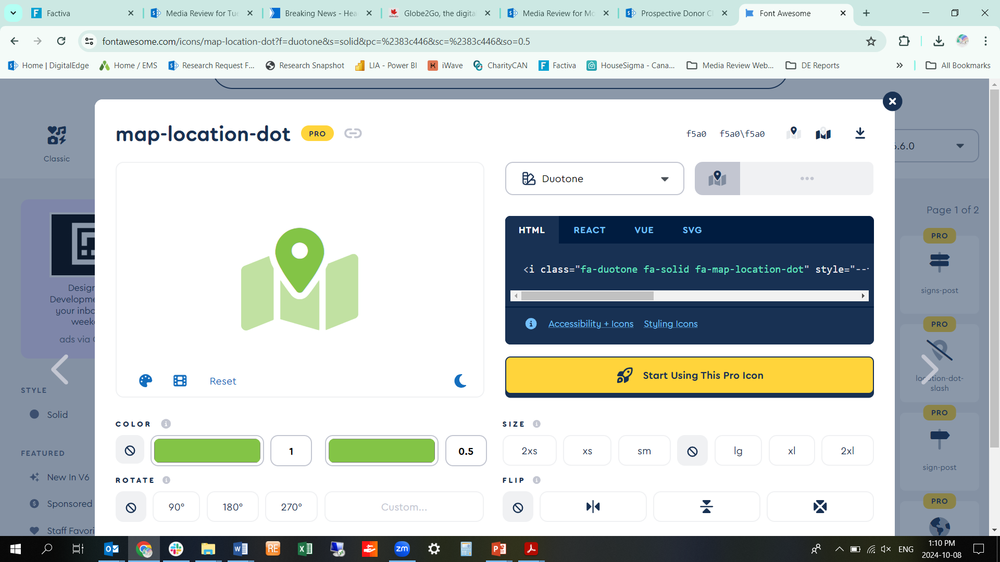 Factiva
Media Review for Tue
Breaking News - Hea
Globe2Go, the digita
Media Review for Mo
Prospective Donor Cl
Font Awesome
fontawesome.com/icons/map-location-dot?f=duotone&s=solid&pc=%2383c446&sc=%2383c446&so=0.5
Home | DigitalEdge
Home / EMS
Research Request F...
Research Snapshot
LIA - Power BI
iWave
CharityCAN
Factiva
HouseSigma - Cana...
Media Review Web...
DE Reports
All Bookmarks
map-location-dot
PRO
f5a0
f5a0\f5a0
Classic
6.6.0
Duotone
Page 1 of 2
HTML
REACT
VUE
SVG
<i class="fa-duotone fa-solid fa-map-location-dot" style="--
Accessibility + Icons
Styling Icons
Start Using This Pro Icon
Reset
Design
Developme
your inbo
week
ads via
PRO
signs-post
PRO
location-dot-
slash
PRO
sign-post
PRO
STYLE
Solid
FEATURED
New In V6
Sponsored
Staff Favori
COLOR
1
0.5
SIZE
2xs
xs
sm
lg
xl
2xl
ROTATE
90°
180°
270°
Custom...
FLIP
RE
zm
ENG
1:10 PM
2024-10-08